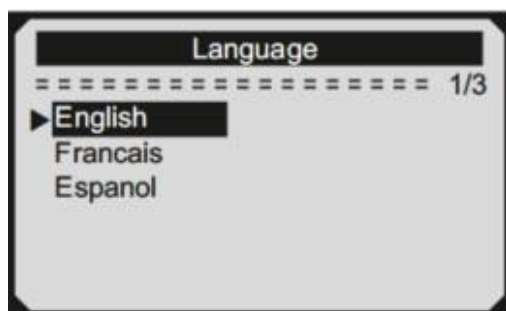 Language
= = = = = = = = = = = = = = = = = = 1/3
▶English
Francais
Espanol